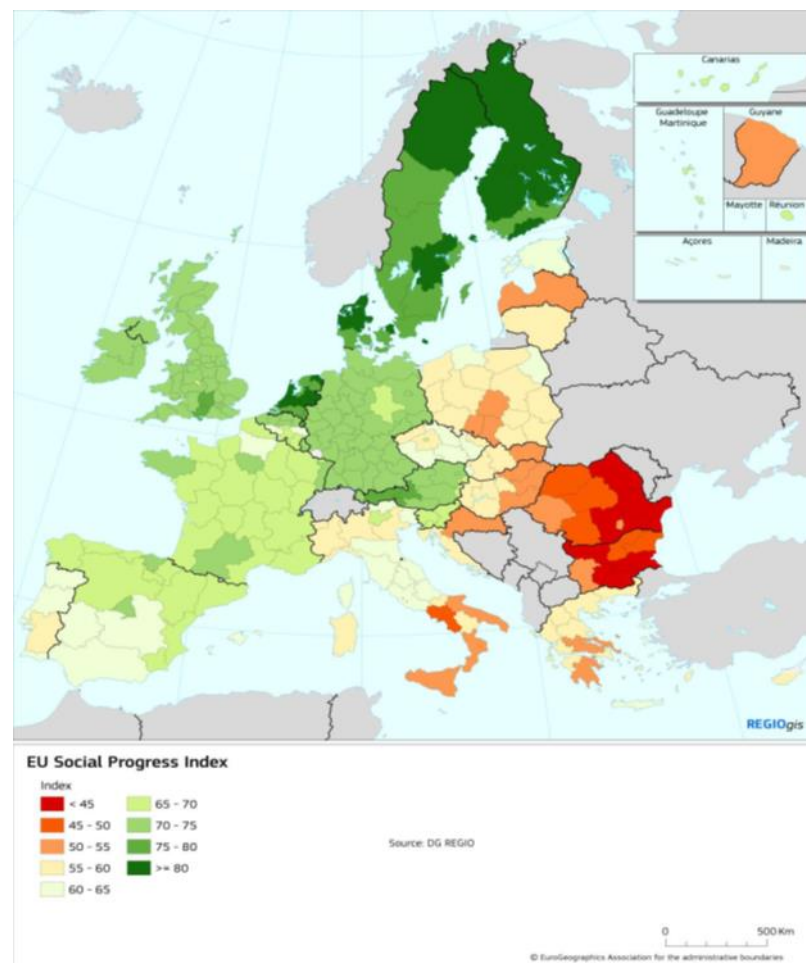 Canarias
Guadeloupe
Martinique
Guyane
Mayotte
Réunion
Açores
Madeira
REGIOgis
EU Social Progress Index
Index
< 45
45 - 50
50 - 55
55 - 60
60 - 65
65 - 70
70 - 75
75 - 80
>= 80
Source: DG REGIO
0 500 Km
© EuroGeographics Association for the administrative boundaries